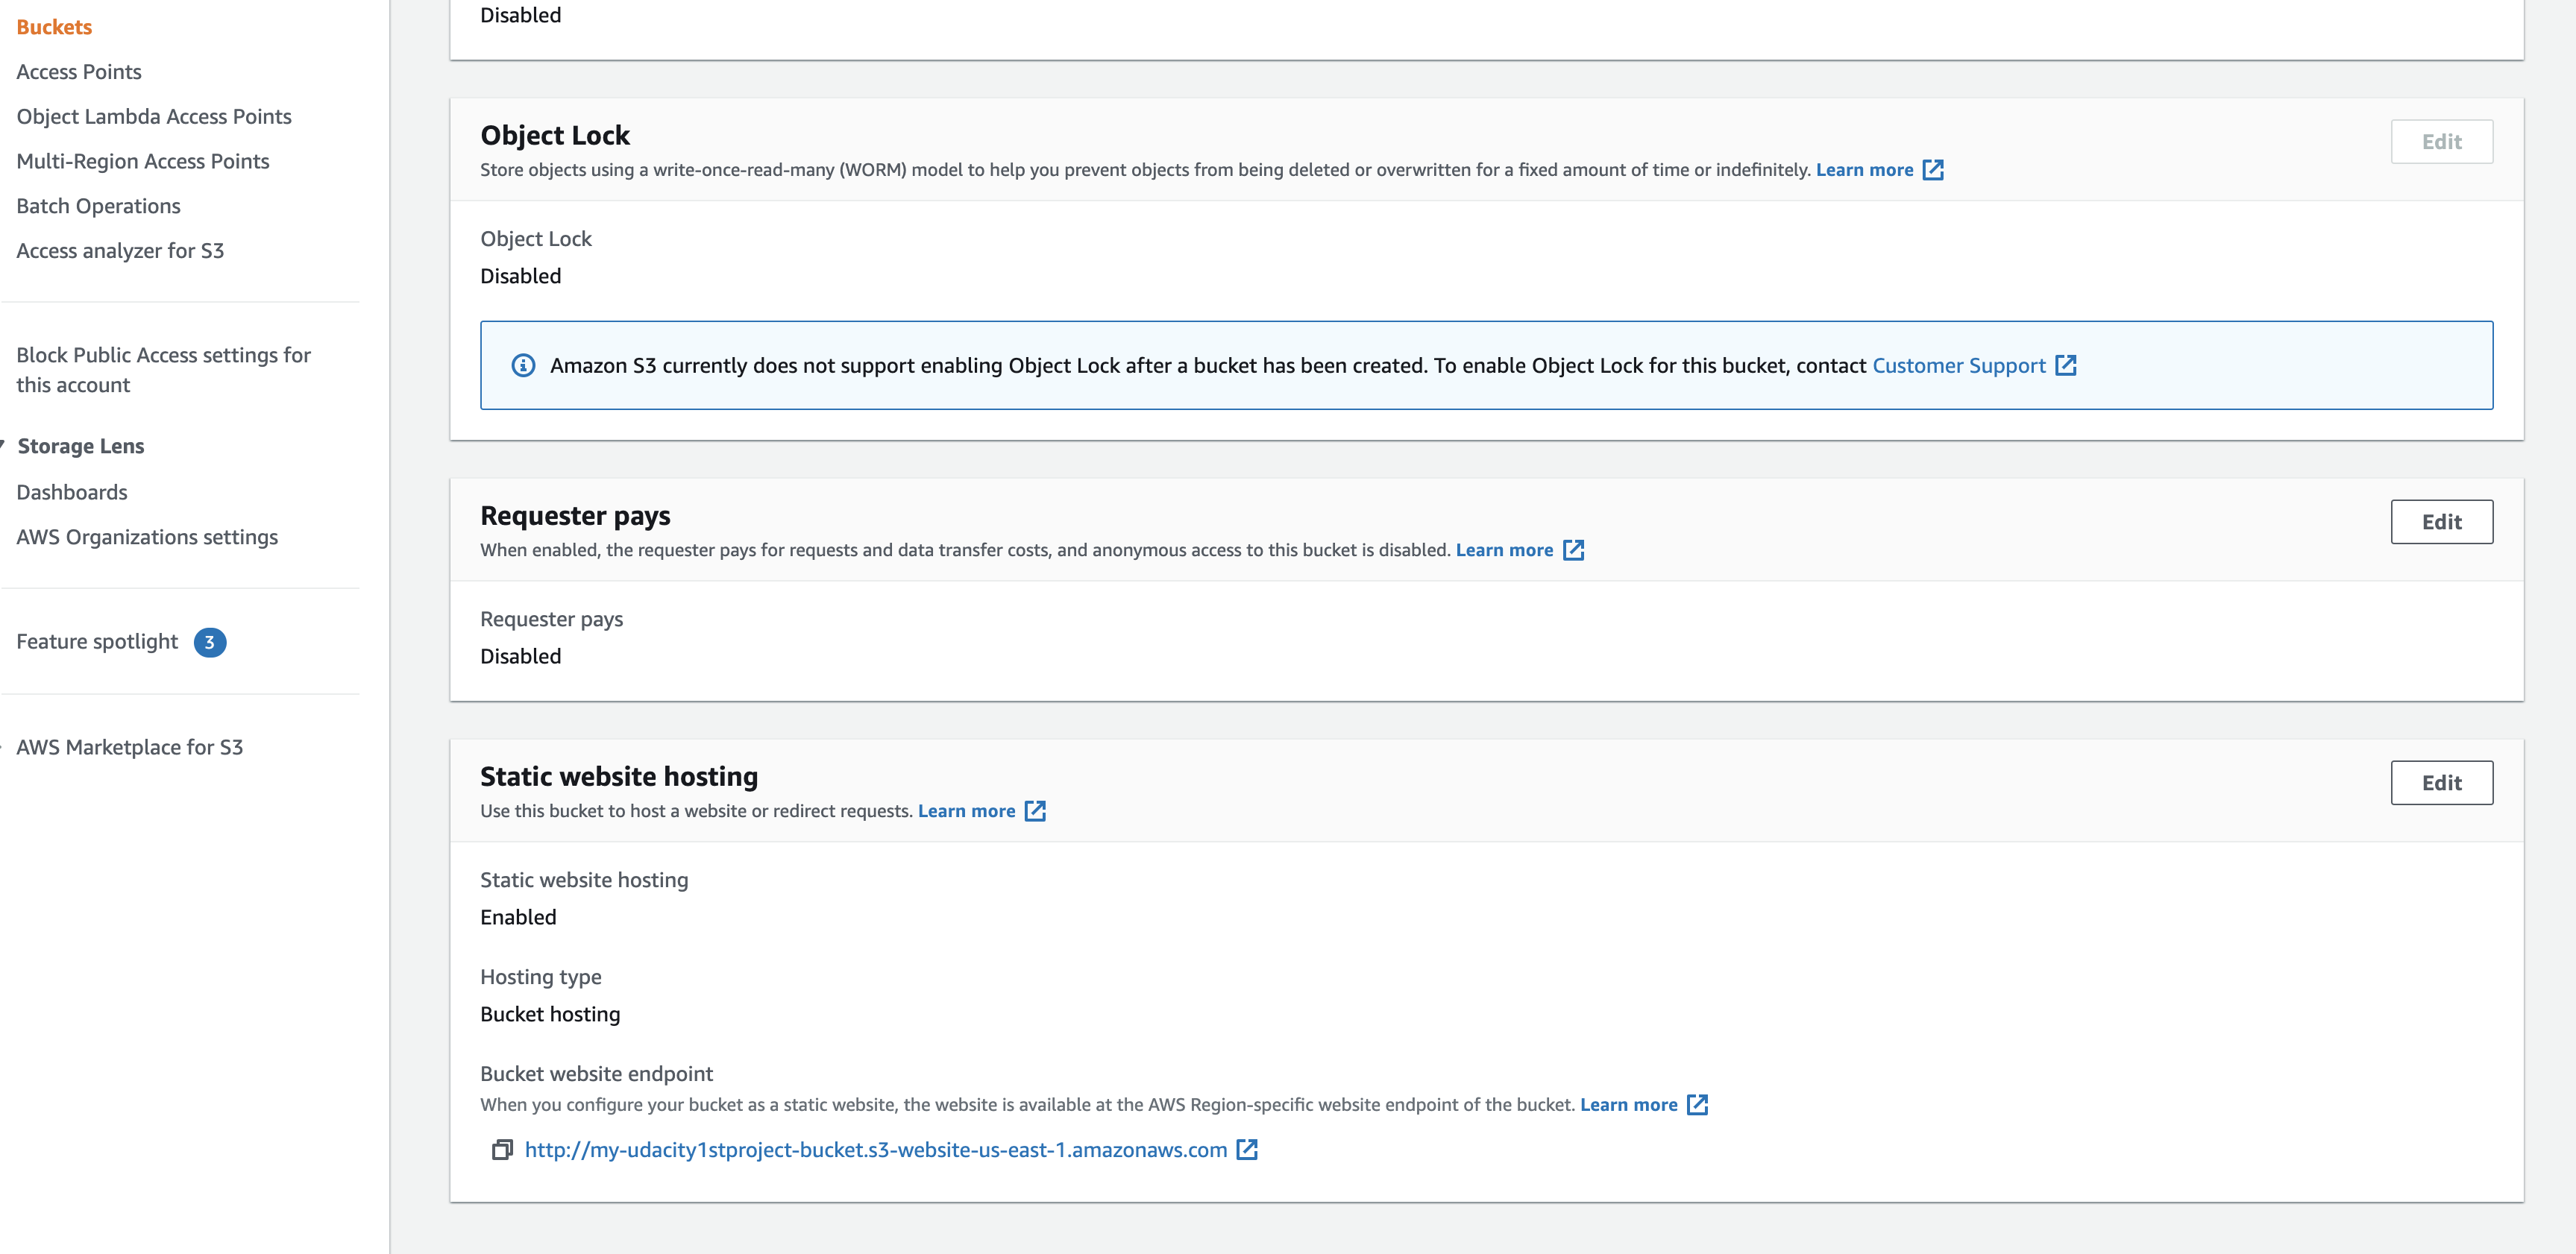 Buckets
Access Points
Object Lambda Access Points
Multi-Region Access Points
Batch Operations
Access analyzer for S3
Block Public Access settings for
this account
Storage Lens
Dashboards
AWS Organizations settings
Feature spotlight 3
AWS Marketplace for S3
Disabled
Object Lock
Edit
Store objects using a write-once-read-many (WORM) model to help you prevent objects from being deleted or overwritten for a fixed amount of time or indefinitely. Learn more
Object Lock
Disabled
Amazon S3 currently does not support enabling Object Lock after a bucket has been created. To enable Object Lock for this bucket, contact Customer Support
Requester pays
Edit
When enabled, the requester pays for requests and data transfer costs, and anonymous access to this bucket is disabled. Learn more
Requester pays
Disabled
Static website hosting
Edit
Use this bucket to host a website or redirect requests. Learn more
Static website hosting
Enabled
Hosting type
Bucket hosting
Bucket website endpoint
When you configure your bucket as a static website, the website is available at the AWS Region-specific website endpoint of the bucket. Learn more
http://my-udacity1stproject-bucket.s3-website-us-east-1.amazonaws.com